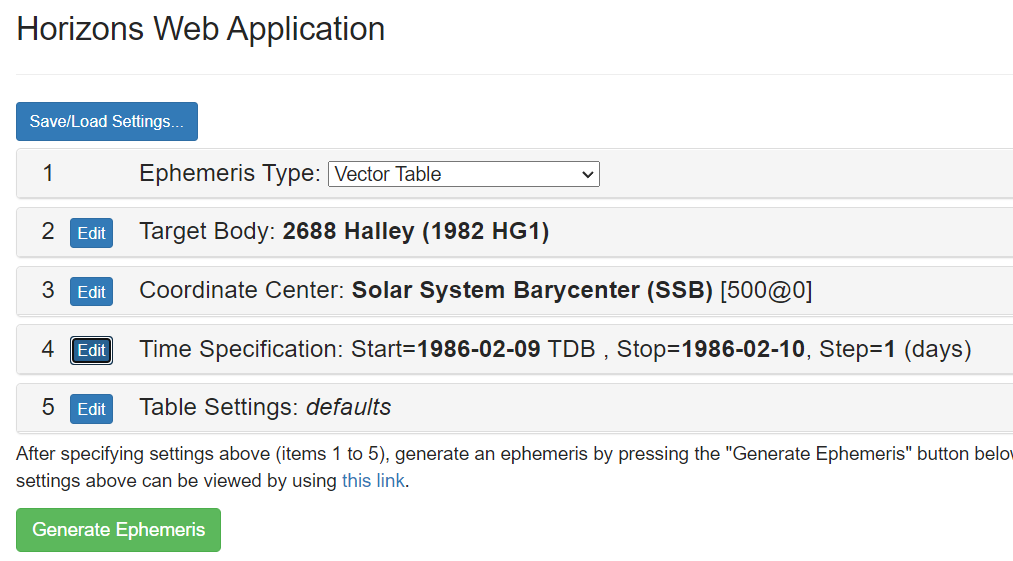 Horizons Web Application
Save/Load Settings...
1 Ephemeris Type: Vector Table
2 Edit Target Body: 2688 Halley (1982 HG1)
3 Edit Coordinate Center: Solar System Barycenter (SSB) [500@0]
4 Edit Time Specification: Start=1986-02-09 TDB , Stop=1986-02-10, Step=1 (days)
5 Edit Table Settings: defaults
After specifying settings above (items 1 to 5), generate an ephemeris by pressing the "Generate Ephemeris" button
settings above can be viewed by using this link.
Generate Ephemeris